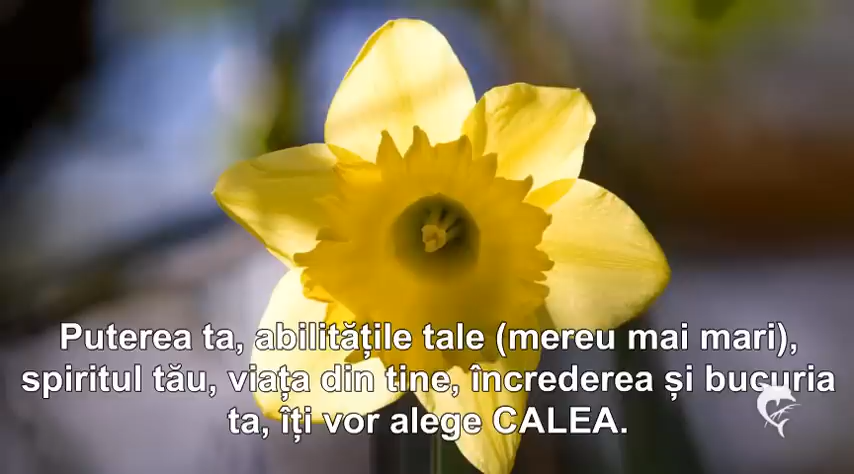 Puterea ta, abilitățile tale (mereu mai mari),
spiritul tău, viața din tine, încrederea și bucuria
ta, îți vor alege CALEA.